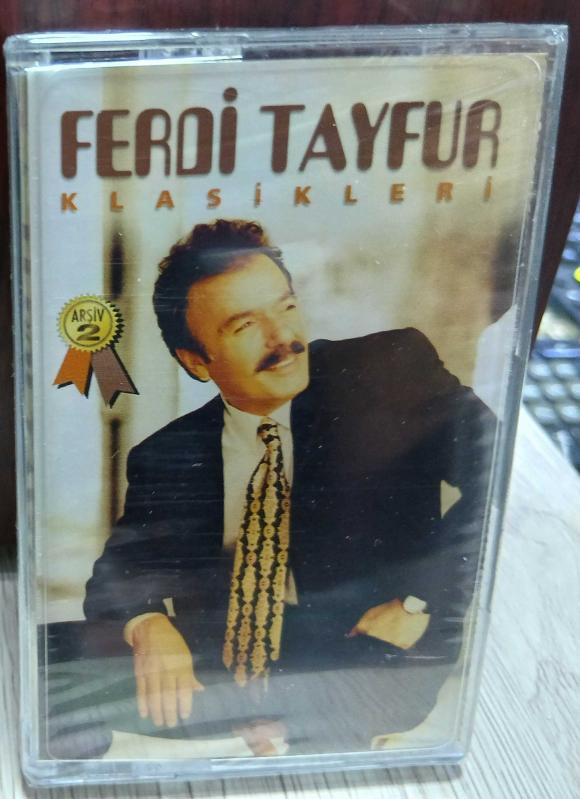 FERDİ TAYFUR
KLASİKLERİ
ARŞİV
2